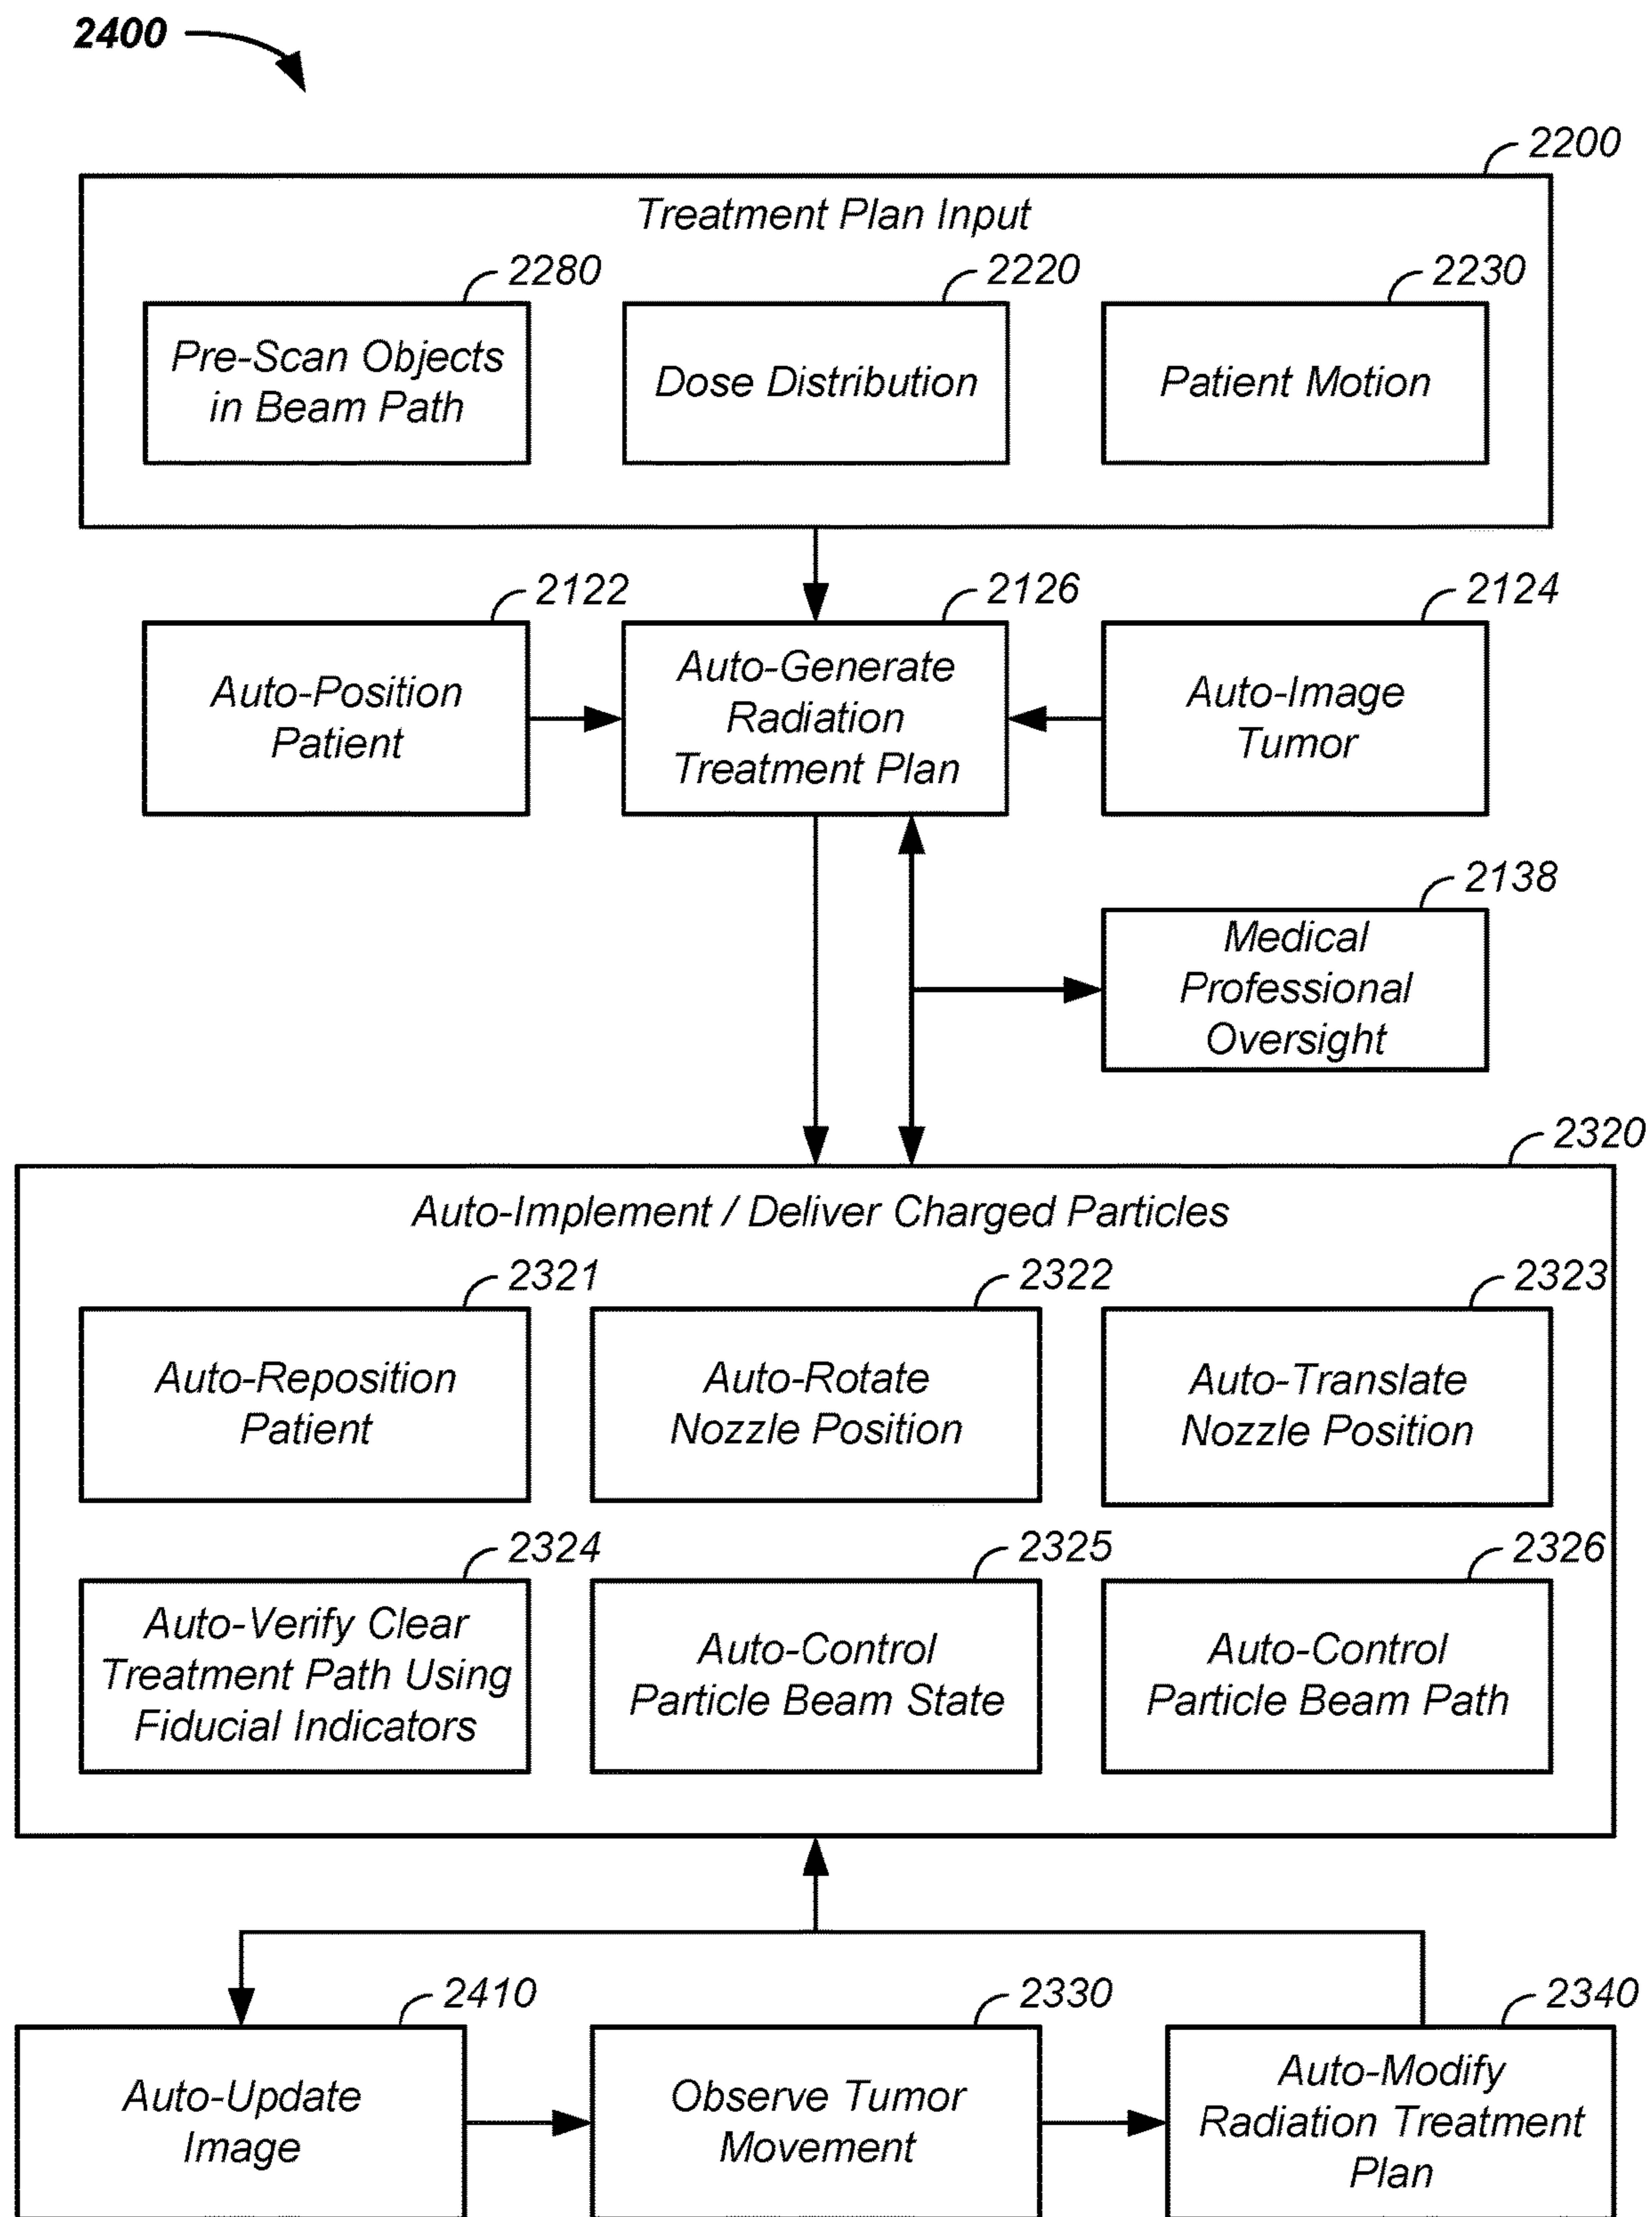 2400
2200
Treatment Plan Input
2280
2220
2230
Pre-Scan Objects
in Beam Path
Dose Distribution
Patient Motion
2122
2126
2124
Auto-Position
Patient
Auto-Generate
Radiation
Treatment Plan
Auto-Image
Tumor
2138
Medical
Professional
Oversight
2320
Auto-Implement / Deliver Charged Particles
2321
2322
2323
Auto-Reposition
Patient
Auto-Rotate
Nozzle Position
Auto-Translate
Nozzle Position
2324
2325
2326
Auto-Verify Clear
Treatment Path Using
Fiducial Indicators
Auto-Control
Particle Beam State
Auto-Control
Particle Beam Path
2410
2330
2340
Auto-Update
Image
Observe Tumor
Movement
Auto-Modify
Radiation Treatment
Plan